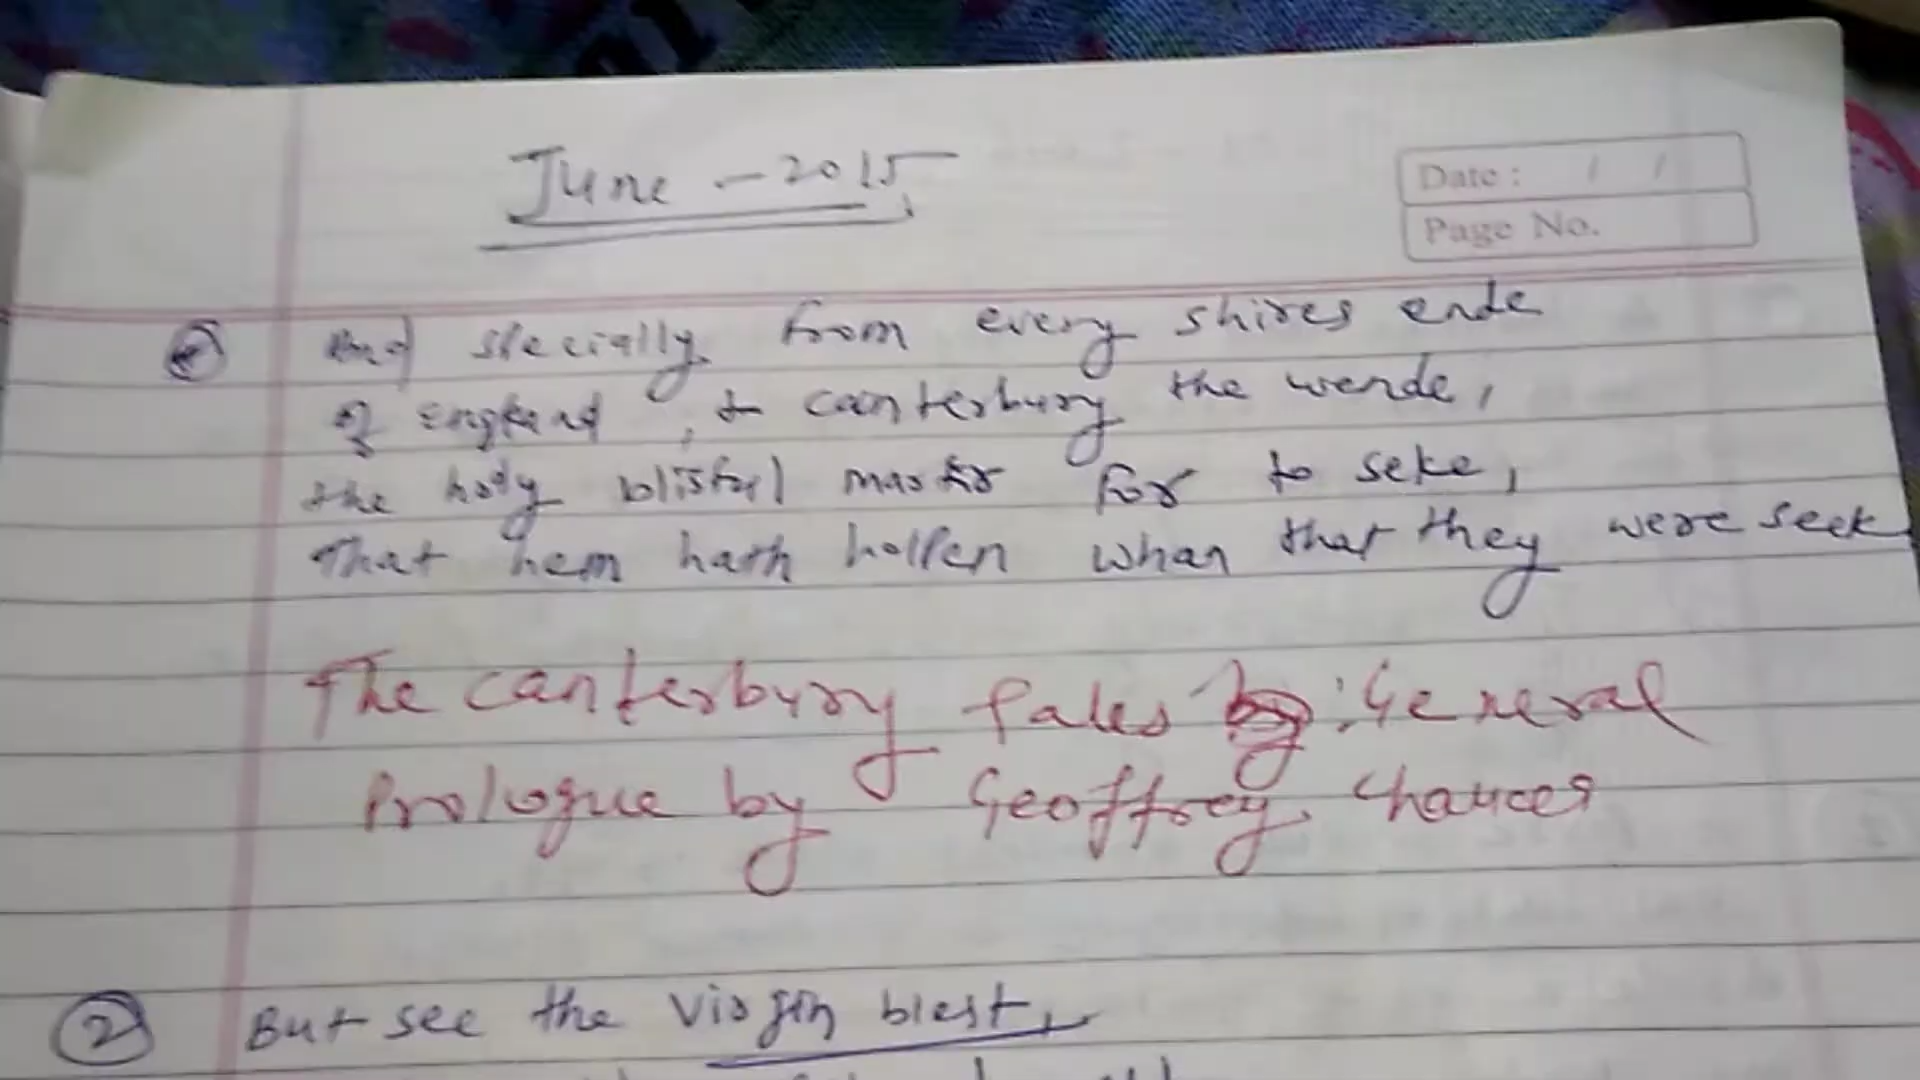 June - 2015
Date : / /
Page No.
① And specially from every shires ende
of England, to canterbury the wende,
the holy blisful martir for to seke,
That hem hath holpen whan that they were seek
The canterbury Tales : General
Prologue by Geoffrey Chaucer
② But see the Virgin blest,